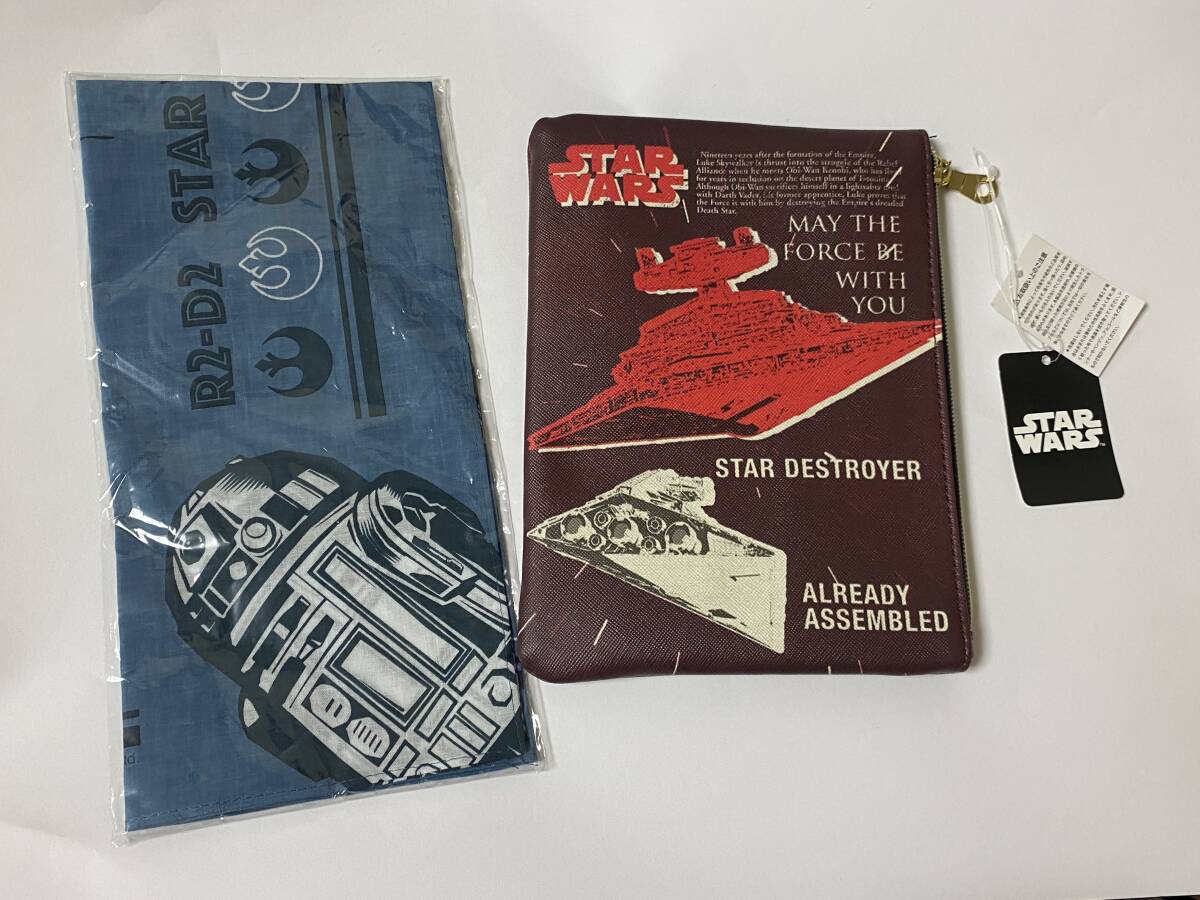 R2-D2 STAR
td.
STAR
WARS
Nineteen years after the formation of the Empire,
Luke Skywalker is thrust into the struggle of the Rebel
Alliance when he meets Obi-Wan Kenobi, who has lived
for years in seclusion on the desert planet of Tatooine.
Although Obi-Wan sacrifices himself in a lightsaber duel
with Darth Vader, his former apprentice, Luke proves that
the Force is with him by destroying the Empire's dreaded
Death Star.
MAY THE
FORCE BE
WITH
YOU
STAR DESTROYER
ALREADY
ASSEMBLED
STAR
WARS